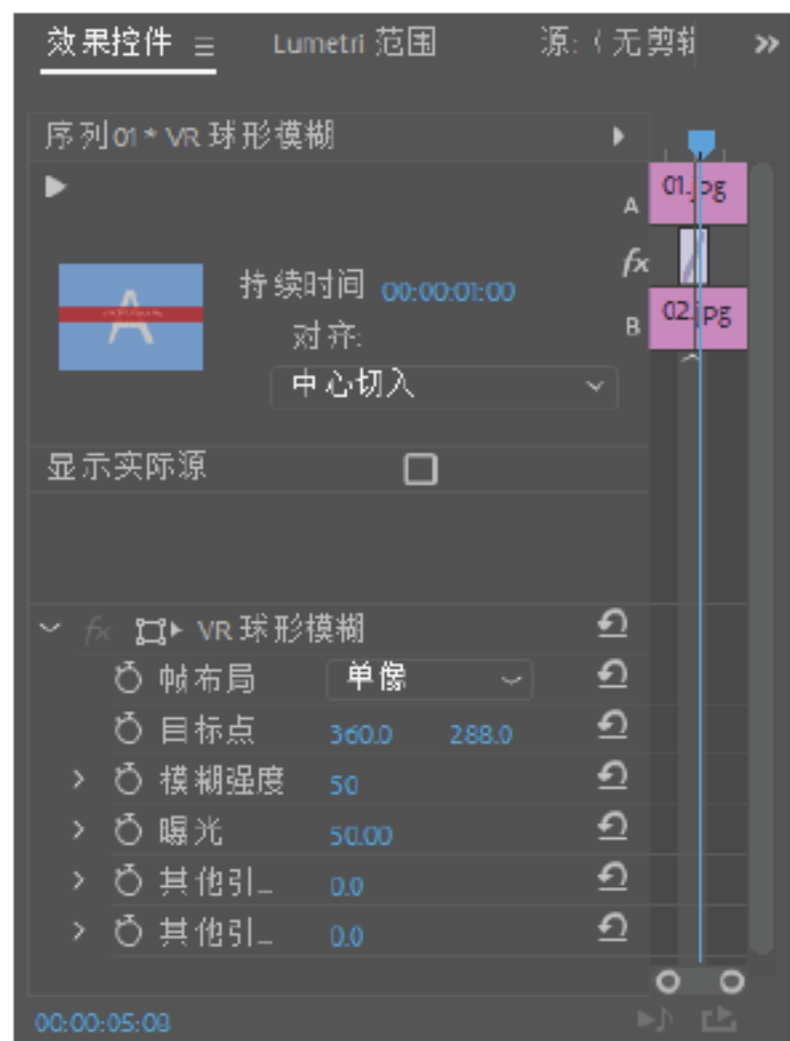 效果控件 ≡ Lumetri 范围 源:（无剪辑 »
序列01 * VR 球形模糊
01.jpg
A
fx
持续时间 00:00:01:00
02.jpg
B
对齐:
中心切入
显示实际源
fx VR 球形模糊
帧布局 单像
目标点 360.0 288.0
模糊强度 50
曝光 50.00
其他引... 0.0
其他引... 0.0
00:00:05:08